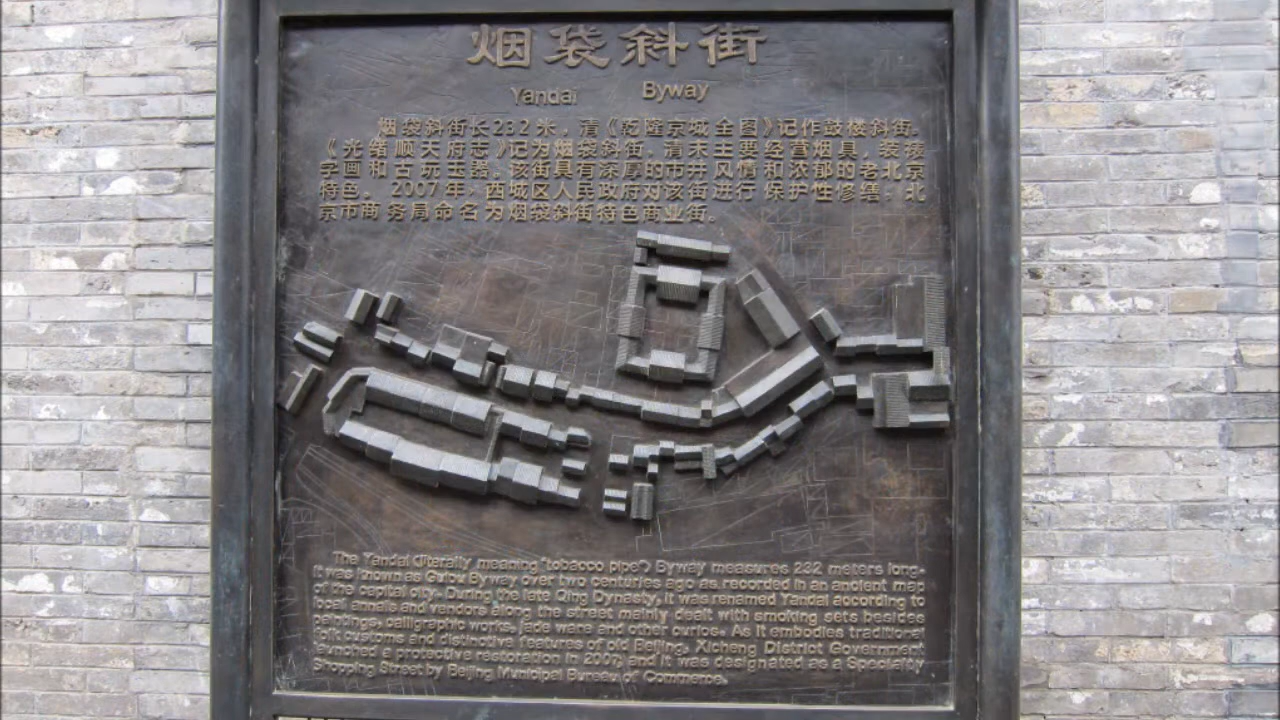 烟袋斜街
Yandai Byway
烟袋斜街长232米，清《乾隆京城全图》记作鼓楼斜街。
《光绪顺天府志》记为烟袋斜街，清末主要经营烟具，装裱
字画和古玩玉器。该街具有深厚的市井风情和浓郁的老北京
特色。2007年，西城区人民政府对该街进行保护性修缮，北
京市商务局命名为烟袋斜街特色商业街。
The Yandai (literally meaning "tobacco pipe") Byway measures 232 meters long.
It was known as Gulou Byway over two centuries ago as recorded in an ancient map
of the capital city. During the late Qing Dynasty, it was renamed Yandai according to
local annals and vendors along the street mainly dealt with smoking sets besides
paintings, calligraphic works, jade ware and other curios. As it embodies traditional
folk customs and distinctive features of old Beijing, Xicheng District Government
launched a protective restoration in 2007, and it was designated as a Specialty
Shopping Street by Beijing Municipal Bureau of Commerce.